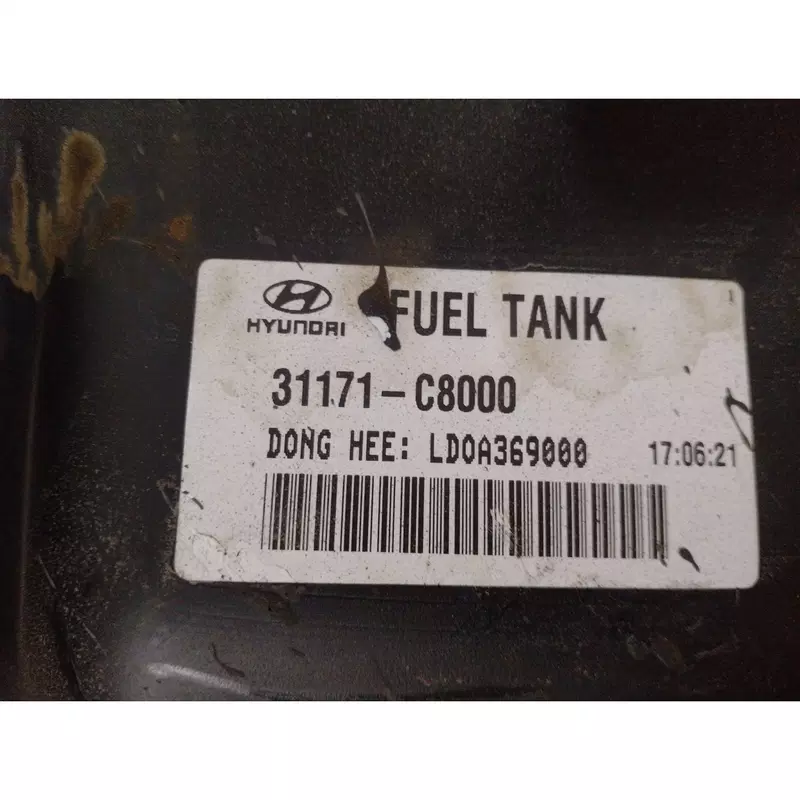 HYUNDAI FUEL TANK
31171-C8000
DONG HEE: LD0A369000 17:06:21